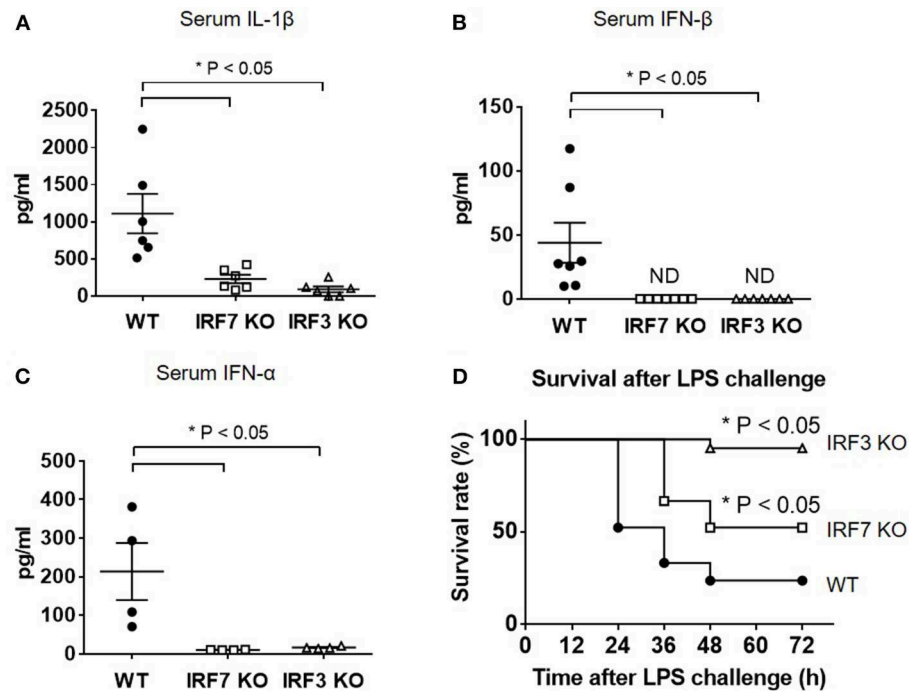 A
Serum IL-1β
* P < 0.05
2500
2000
1500
1000
500
0
pg/ml
WT IRF7 KO IRF3 KO
B
Serum IFN-β
* P < 0.05
150
100
50
0
pg/ml
ND ND
WT IRF7 KO IRF3 KO
C
Serum IFN-α
* P < 0.05
500
400
300
200
100
0
pg/ml
WT IRF7 KO IRF3 KO
D
Survival after LPS challenge
* P < 0.05
IRF3 KO
* P < 0.05
IRF7 KO
WT
100
50
0
Survival rate (%)
0 12 24 36 48 60 72
Time after LPS challenge (h)